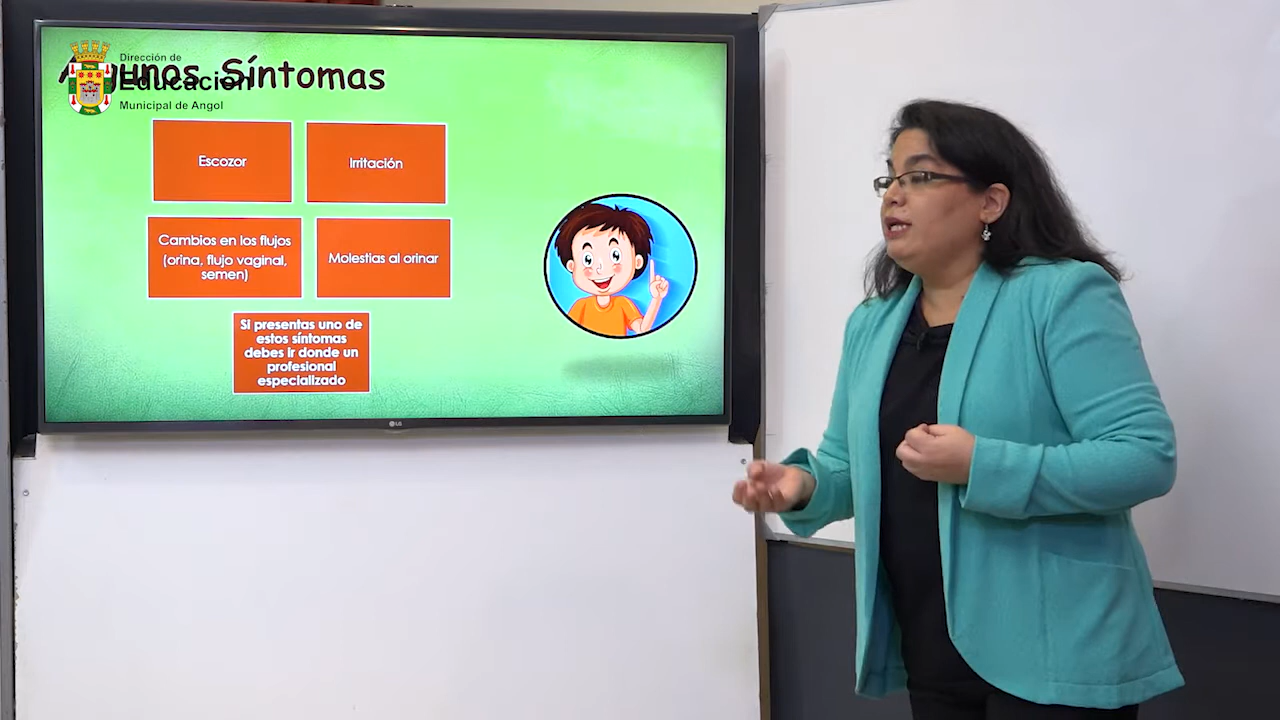 Algunos Síntomas
Dirección de
Educación
Municipal de Angol
Escozor
Irritación
Cambios en los flujos
(orina, flujo vaginal,
semen)
Molestias al orinar
Si presentas uno de
estos síntomas
debes ir donde un
profesional
especializado
LG